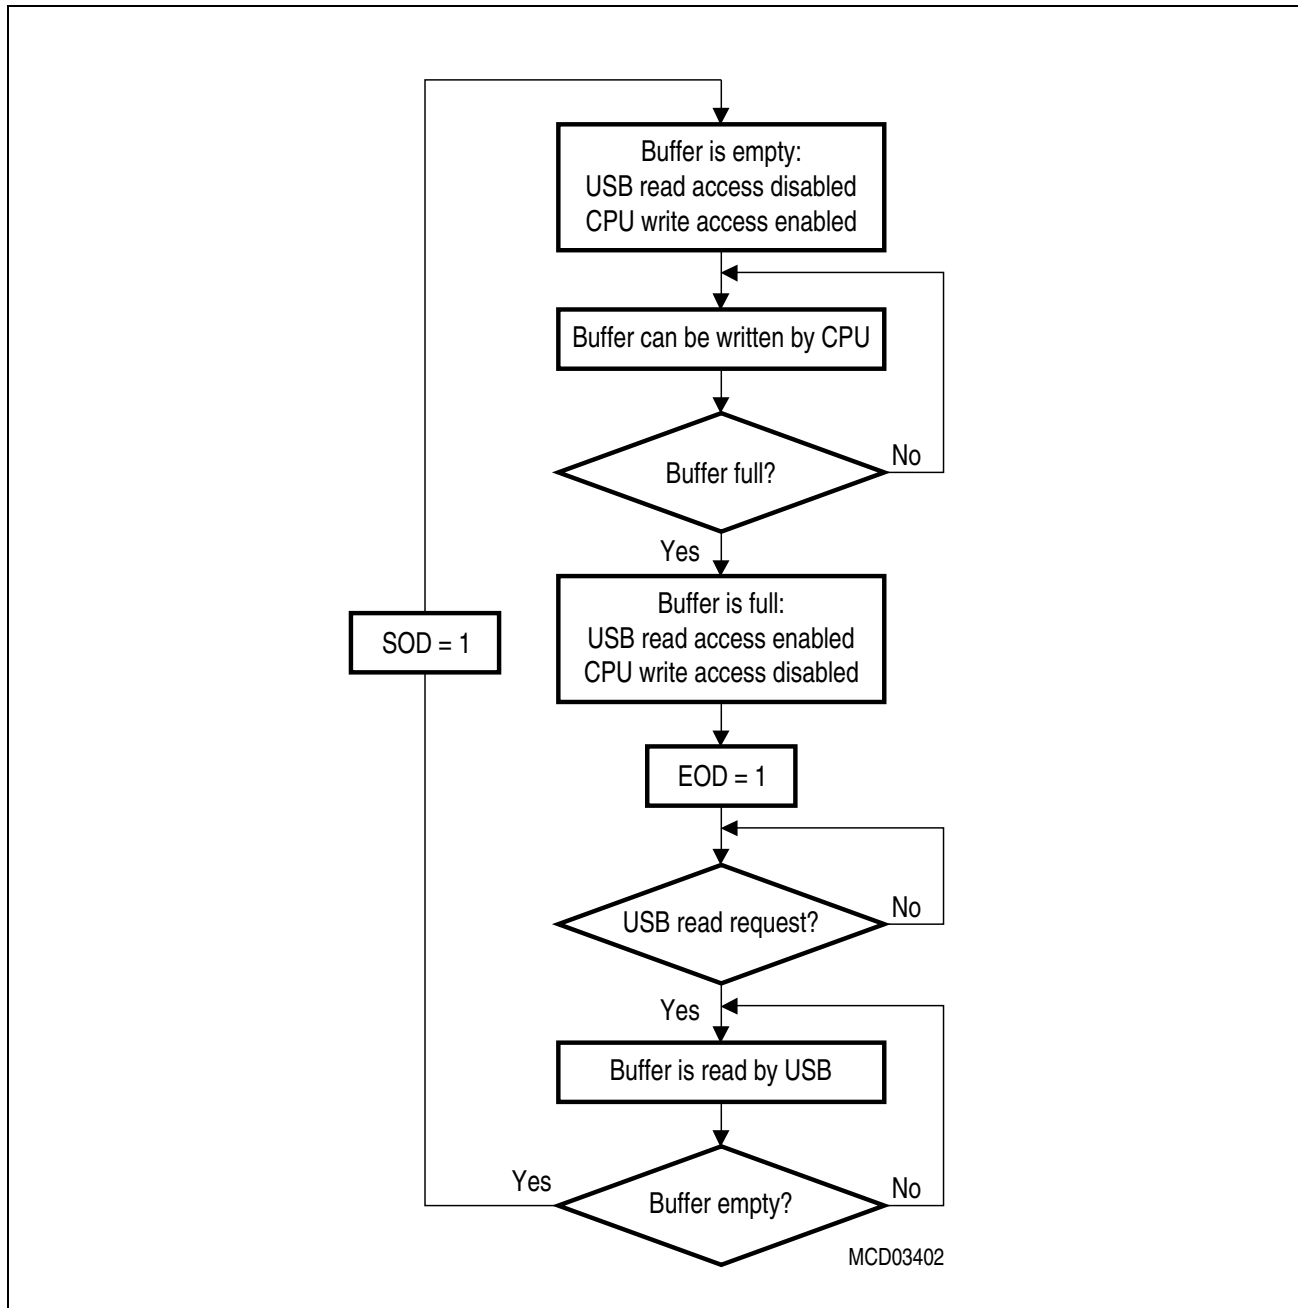 Buffer is empty:
USB read access disabled
CPU write access enabled
Buffer can be written by CPU
No
Buffer full?
Yes
Buffer is full:
USB read access enabled
CPU write access disabled
SOD = 1
EOD = 1
No
USB read request?
Yes
Buffer is read by USB
Yes
No
Buffer empty?
MCD03402